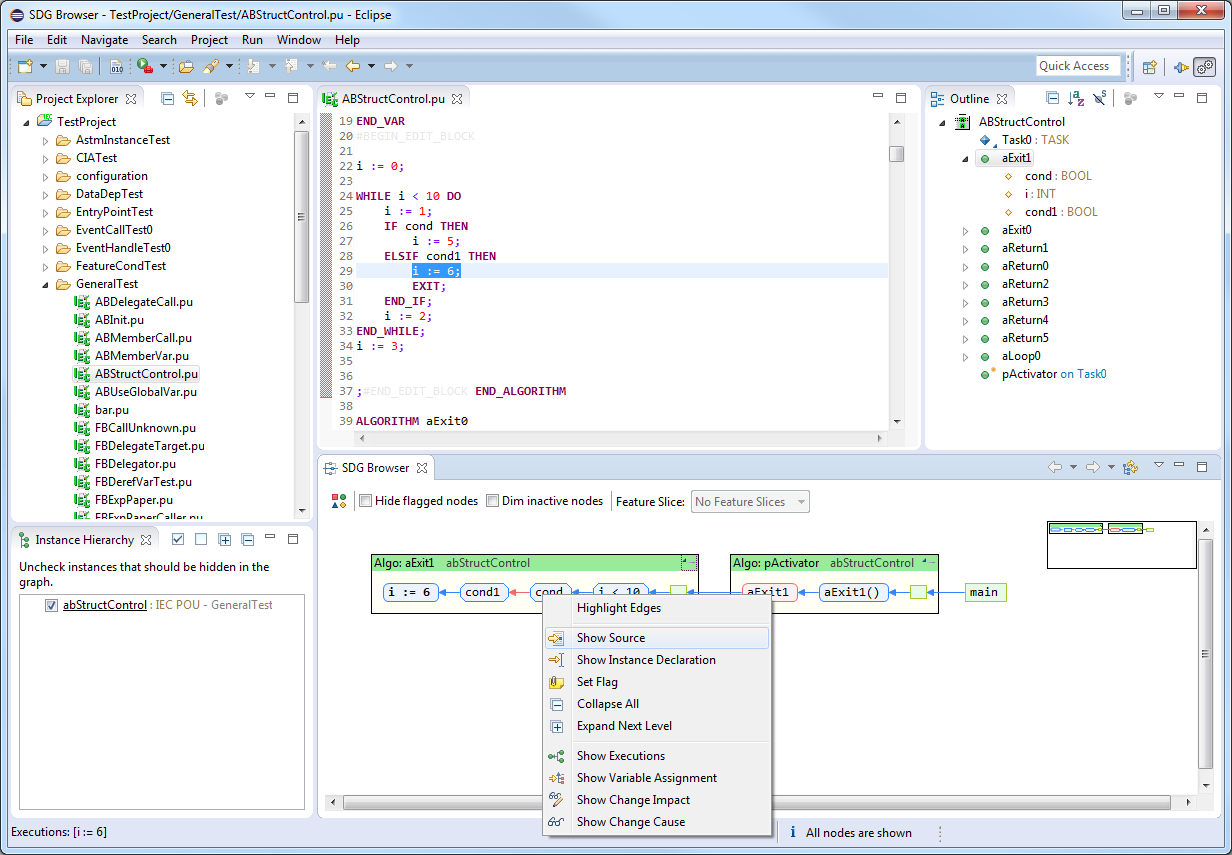 SDG Browser - TestProject/GeneralTest/ABStructControl.pu - Eclipse
File Edit Navigate Search Project Run Window Help
010
Quick Access
Project Explorer
TestProject
AstmInstanceTest
CIATest
configuration
DataDepTest
EntryPointTest
EventCallTest0
EventHandleTest0
FeatureCondTest
GeneralTest
ABDelegateCall.pu
ABInit.pu
ABMemberCall.pu
ABMemberVar.pu
ABStructControl.pu
ABUseGlobalVar.pu
bar.pu
FBCallUnknown.pu
FBDelegateTarget.pu
FBDelegator.pu
FBDerefVarTest.pu
FBExpPaper.pu
FBExpPaperCaller.pu
ABStructControl.pu
19 END_VAR
20 #BEGIN_EDIT_BLOCK
21
22 i := 0;
23
24 WHILE i < 10 DO
25 i := 1;
26 IF cond THEN
27 i := 5;
28 ELSIF cond1 THEN
29 i := 6;
30 EXIT;
31 END_IF;
32 i := 2;
33 END_WHILE;
34 i := 3;
35
36
37 ;#END_EDIT_BLOCK END_ALGORITHM
38
39 ALGORITHM aExit0
Outline
ABStructControl
Task0 : TASK
aExit1
cond : BOOL
i : INT
cond1 : BOOL
aExit0
aReturn1
aReturn0
aReturn2
aReturn3
aReturn4
aReturn5
aLoop0
pActivator on Task0
Instance Hierarchy
Uncheck instances that should be hidden in the
graph.
abStructControl : IEC POU - GeneralTest
SDG Browser
Hide flagged nodes Dim inactive nodes Feature Slice: No Feature Slices
Algo: aExit1 abStructControl
i := 6 cond1 cond i < 10
Algo: pActivator abStructControl
aExit1 aExit1() main
Highlight Edges
Show Source
Show Instance Declaration
Set Flag
Collapse All
Expand Next Level
Show Executions
Show Variable Assignment
Show Change Impact
Show Change Cause
Executions: [i := 6]
i All nodes are shown